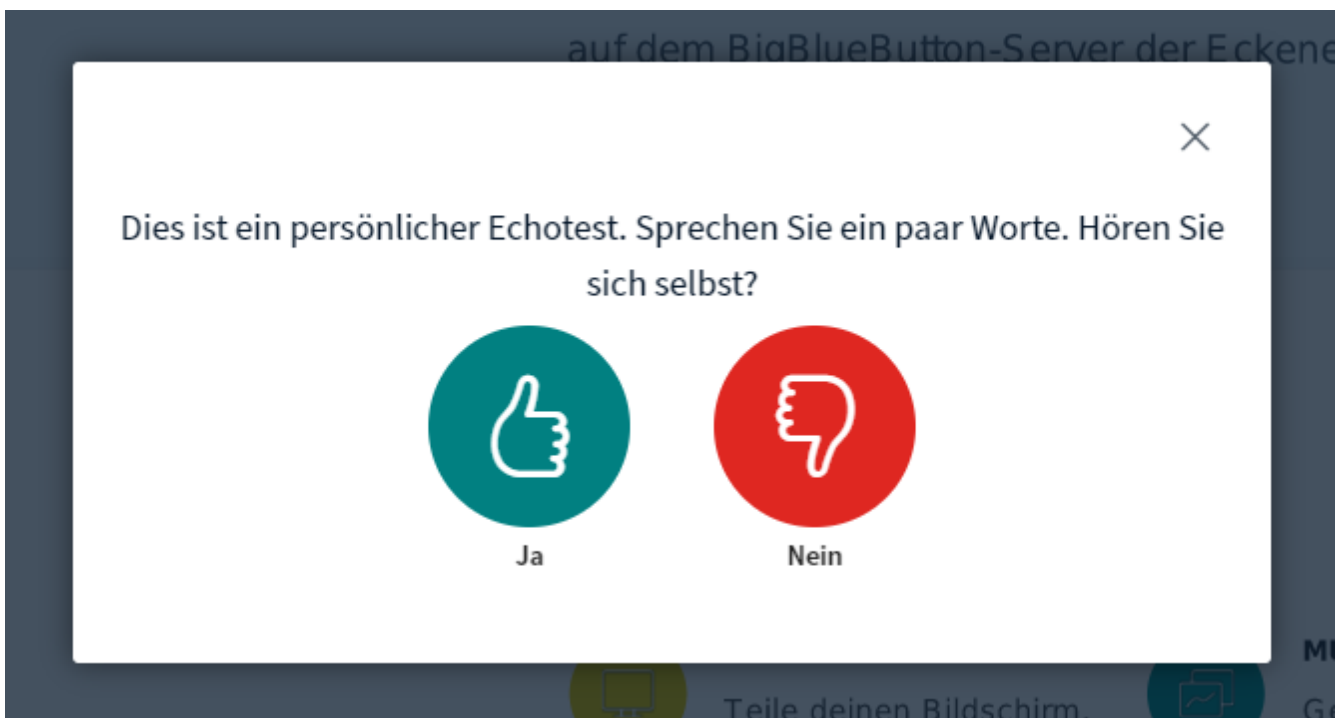 auf dem BigBlueButton-Server der Eckene
Dies ist ein persönlicher Echotest. Sprechen Sie ein paar Worte. Hören Sie
sich selbst?
Ja
Nein
Teile deinen Bildschirm.